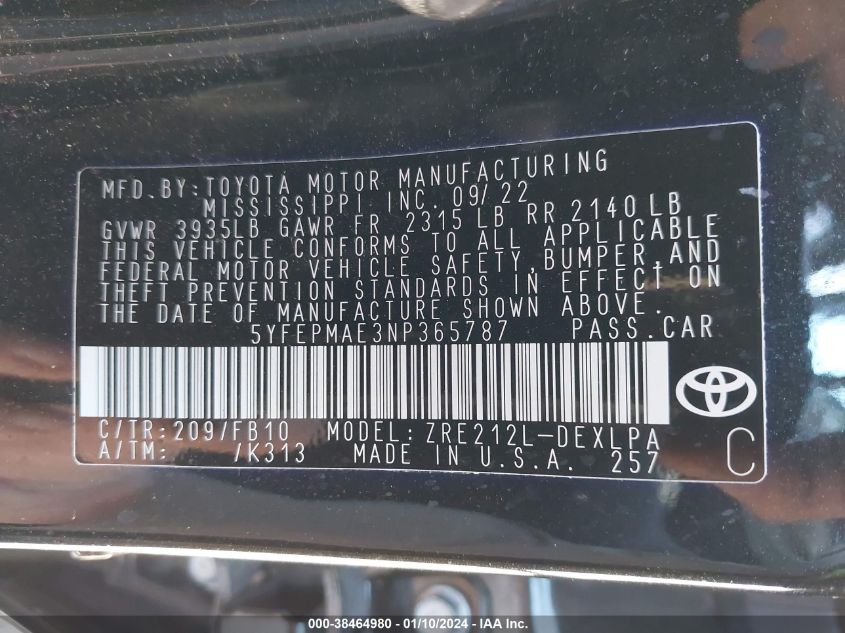 MFD. BY: TOYOTA MOTOR MANUFACTURING
MISSISSIPPI, INC. 09/22
GVWR 3935LB GAWR FR 2315 LB RR 2140 LB
THIS VEHICLE CONFORMS TO ALL APPLICABLE
FEDERAL MOTOR VEHICLE SAFETY, BUMPER, AND
THEFT PREVENTION STANDARDS IN EFFECT ON
THE DATE OF MANUFACTURE SHOWN ABOVE.
5YFEPMAE3NP365787 PASS. CAR
C/TR: 209/FB10 MODEL: ZRE212L-DEXLPA
A/TM: /K313 MADE IN U.S.A. 257 C
000-38464980 - 01/10/2024 - IAA Inc.